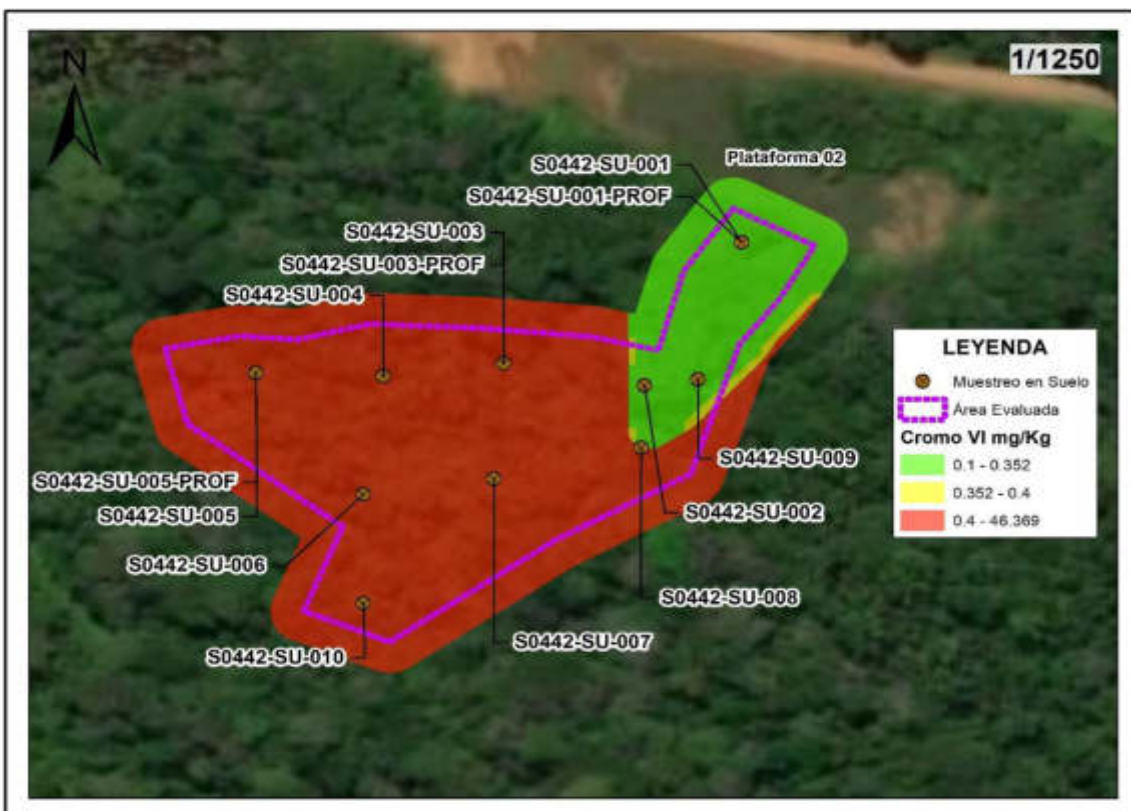 N
1/1250
Plataforma 02
S0442-SU-001
S0442-SU-001-PROF
S0442-SU-003
S0442-SU-003-PROF
S0442-SU-004
LEYENDA
Muestreo en Suelo
Área Evaluada
Cromo VI mg/Kg
0.1 - 0.352
0.352 - 0.4
0.4 - 46.369
S0442-SU-009
S0442-SU-005-PROF
S0442-SU-005
S0442-SU-002
S0442-SU-006
S0442-SU-008
S0442-SU-007
S0442-SU-010